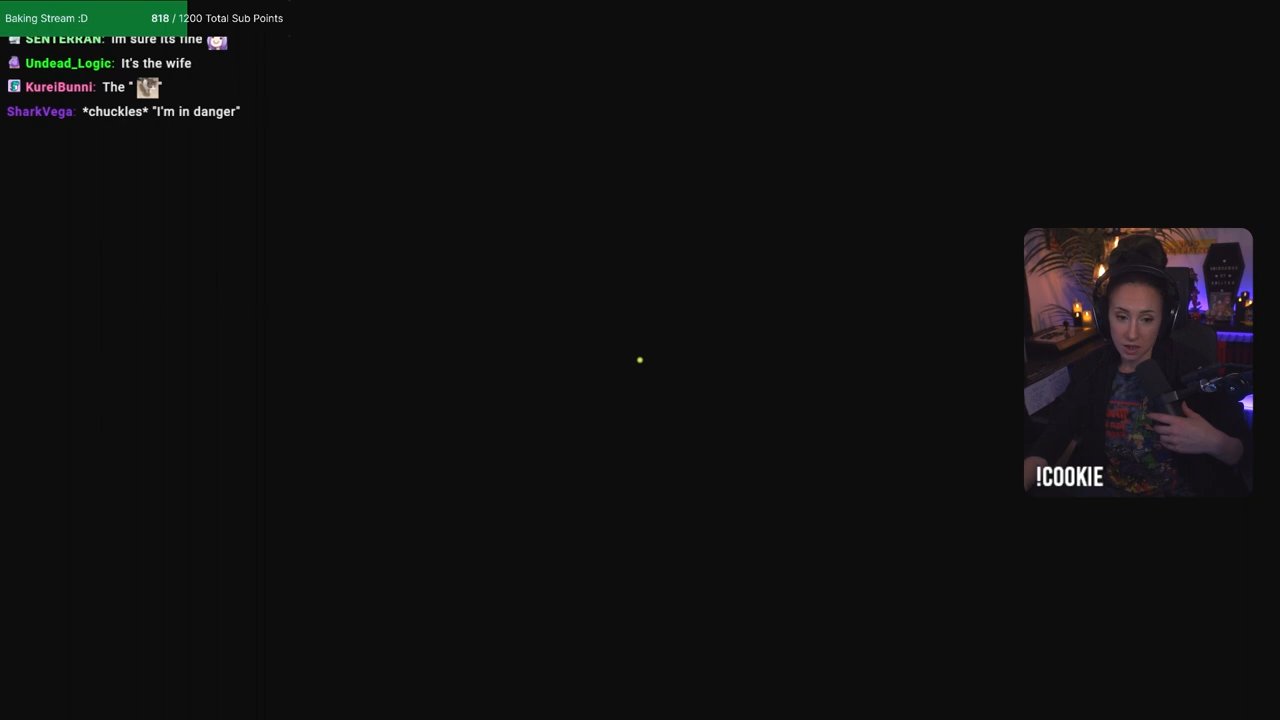 Baking Stream :D 818 / 1200 Total Sub Points
SENTERRAN: Im sure its fine
Undead_Logic: It's the wife
KureiBunni: The " "
SharkVega: *chuckles* "I'm in danger"
!COOKIE